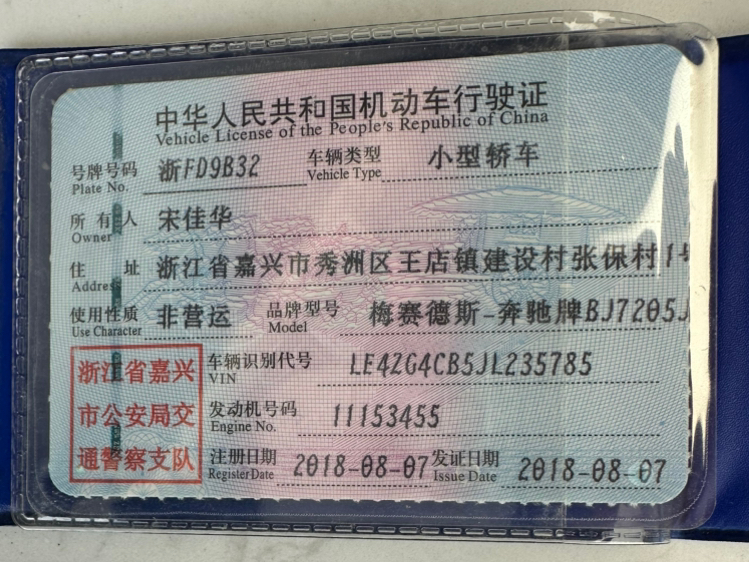 中华人民共和国机动车行驶证
Vehicle License of the People's Republic of China
号牌号码 浙FD9B32 车辆类型 小型轿车
Plate No. Vehicle Type
所有人 宋佳华
Owner
住址 浙江省嘉兴市秀洲区王店镇建设村张保村1号
Address
使用性质 非营运 品牌型号 梅赛德斯-奔驰牌BJ7205J
Use Character Model
浙江省嘉兴 车辆识别代号 LE4ZG4CB5JL235785
VIN
市公安局交 发动机号码 11153455
Engine No.
通警察支队 注册日期 2018-08-07 发证日期 2018-08-07
Register Date Issue Date